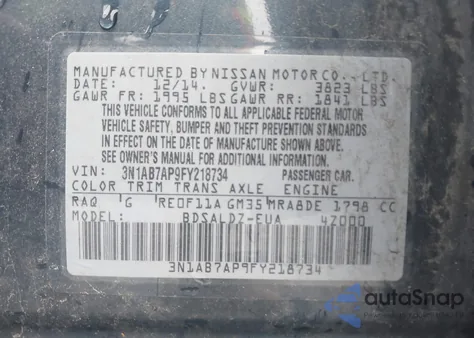 MANUFACTURED BY NISSAN MOTOR CO., LTD.
DATE: 12/14. GVWR: 3823 LBS
GAWR FR: 1995 LBS GAWR RR: 1841 LBS
THIS VEHICLE CONFORMS TO ALL APPLICABLE FEDERAL MOTOR
VEHICLE SAFETY, BUMPER AND THEFT PREVENTION STANDARDS
IN EFFECT ON THE DATE OF MANUFACTURE SHOWN ABOVE.
SEE OWNER'S MANUAL FOR ADDITIONAL INFORMATION.
VIN: 3N1AB7AP9FY218734 PASSENGER CAR.
COLOR TRIM TRANS AXLE ENGINE
RAQ G RE0F11A GM35 MRA8DE 1798 CC
MODEL: BDSALDZ-EUA 4Z000
3N1AB7AP9FY218734
autoSnap